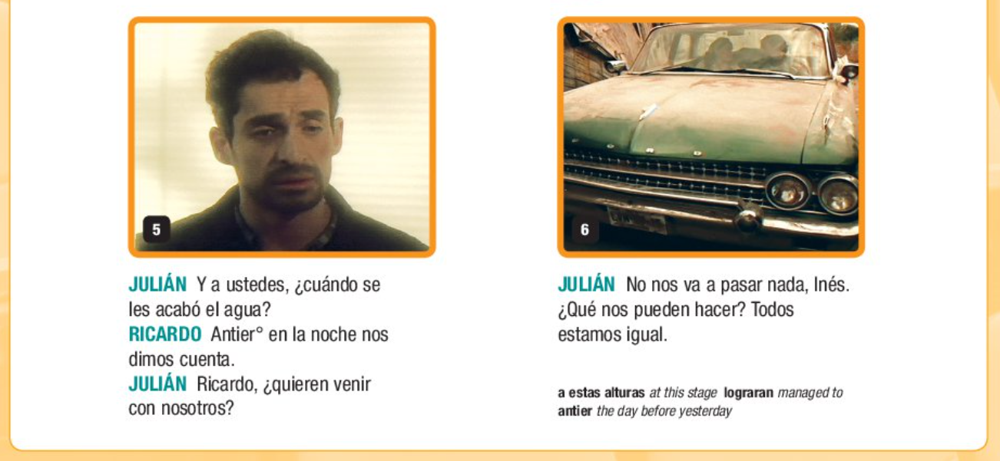 5
JULIÁN Y a ustedes, ¿cuándo se
les acabó el agua?
RICARDO Antier° en la noche nos
dimos cuenta.
JULIÁN Ricardo, ¿quieren venir
con nosotros?
6
JULIÁN No nos va a pasar nada, Inés.
¿Qué nos pueden hacer? Todos
estamos igual.
a estas alturas at this stage lograran managed to
antier the day before yesterday